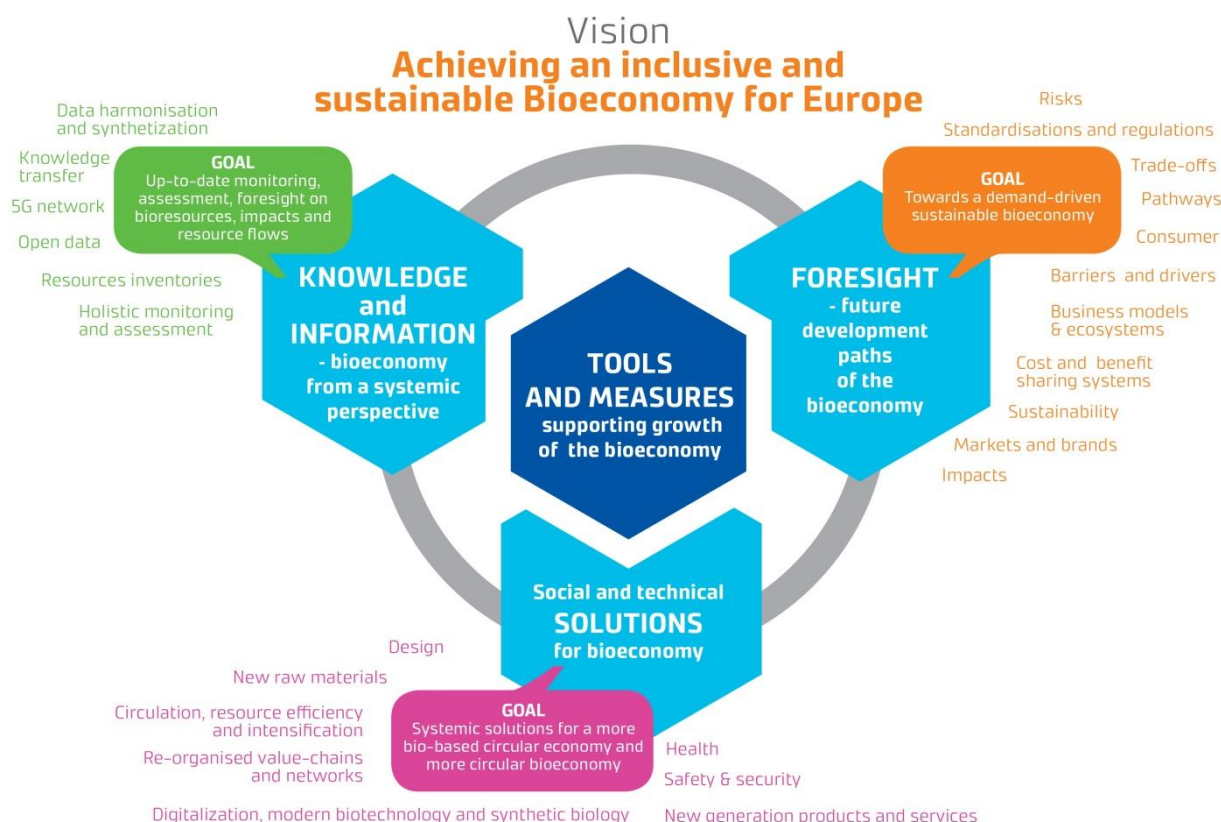 Vision
Achieving an inclusive and
sustainable Bioeconomy for Europe
Data harmonisation
and synthetization
Knowledge
transfer
5G network
Open data
Resources inventories
Holistic monitoring
and assessment
GOAL
Up-to-date monitoring,
assessment, foresight on
bioresources, impacts and
resource flows
KNOWLEDGE
and
INFORMATION
- bioeconomy
from a systemic
perspective
TOOLS
AND MEASURES
supporting growth
of the bioeconomy
Risks
Standardisations and regulations
Trade-offs
Pathways
Consumer
Barriers and drivers
Business models
& ecosystems
Cost and benefit
sharing systems
Sustainability
Markets and brands
Impacts
GOAL
Towards a demand-driven
sustainable bioeconomy
FORESIGHT
- future
development
paths
of the
bioeconomy
Social and technical
SOLUTIONS
for bioeconomy
GOAL
Systemic solutions for a more
bio-based circular economy and
more circular bioeconomy
Design
New raw materials
Circulation, resource efficiency
and intensification
Re-organised value-chains
and networks
Digitalization, modern biotechnology and synthetic biology
Health
Safety & security
New generation products and services